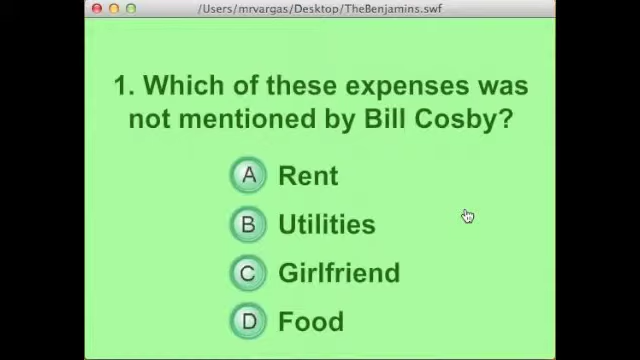 /Users/mrvargas/Desktop/TheBenjamins.swf
1. Which of these expenses was
not mentioned by Bill Cosby?
A Rent
B Utilities
C Girlfriend
D Food